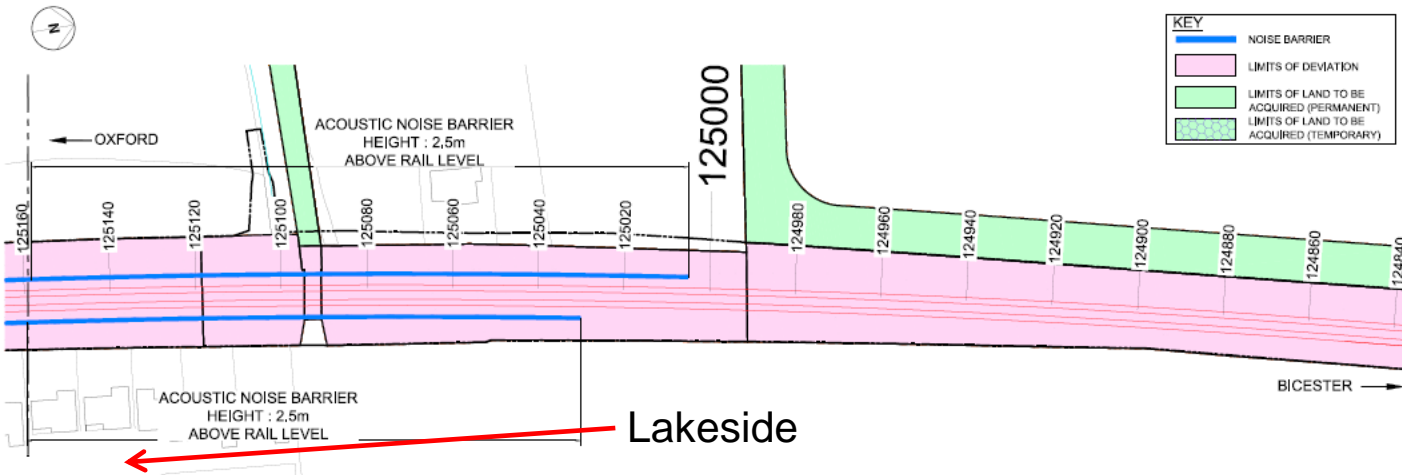 N
KEY
NOISE BARRIER
LIMITS OF DEVIATION
LIMITS OF LAND TO BE
ACQUIRED (PERMANENT)
LIMITS OF LAND TO BE
ACQUIRED (TEMPORARY)
OXFORD
ACOUSTIC NOISE BARRIER
HEIGHT : 2,5m
ABOVE RAIL LEVEL
125160
125140
125120
125100
125080
125060
125040
125020
125000
124980
124960
124940
124920
124900
124880
124860
124840
BICESTER
ACOUSTIC NOISE BARRIER
HEIGHT : 2,5m
ABOVE RAIL LEVEL
Lakeside